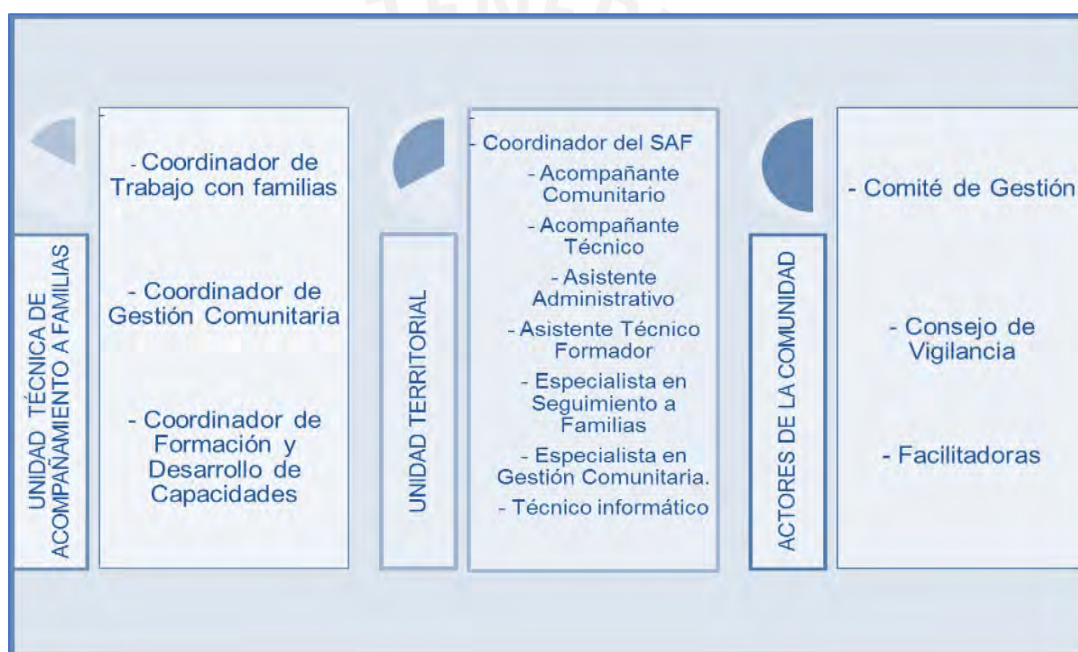 UNIDAD TÉCNICA DE
ACOMPAÑAMIENTO A FAMILIAS
-
- Coordinador de
Trabajo con familias
- Coordinador de
Gestión Comunitaria
- Coordinador de
Formación y
Desarrollo de
Capacidades
UNIDAD TERRITORIAL
-
- Coordinador del SAF
- Acompañante
Comunitario
- Acompañante
Técnico
- Asistente
Administrativo
- Asistente Técnico
Formador
- Especialista en
Seguimiento a
Familias
- Especialista en
Gestión Comunitaria.
- Técnico informático
ACTORES DE LA COMUNIDAD
- Comité de Gestión
- Consejo de
Vigilancia
- Facilitadoras